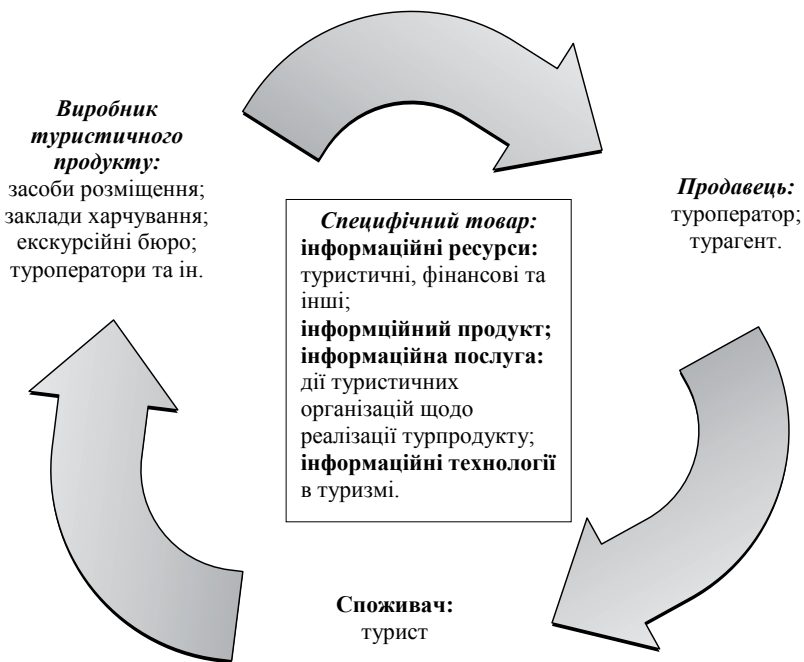 Виробник
туристичного
продукту:
засоби розміщення;
заклади харчування;
екскурсійні бюро;
туроператори та ін.
Продавець:
туроператор;
турагент.
Специфічний товар:
інформаційні ресурси:
туристичні, фінансові та
інші;
інформційний продукт;
інформаційна послуга:
дії туристичних
організацій щодо
реалізації турпродукту;
інформаційні технології
в туризмі.
Споживач:
турист